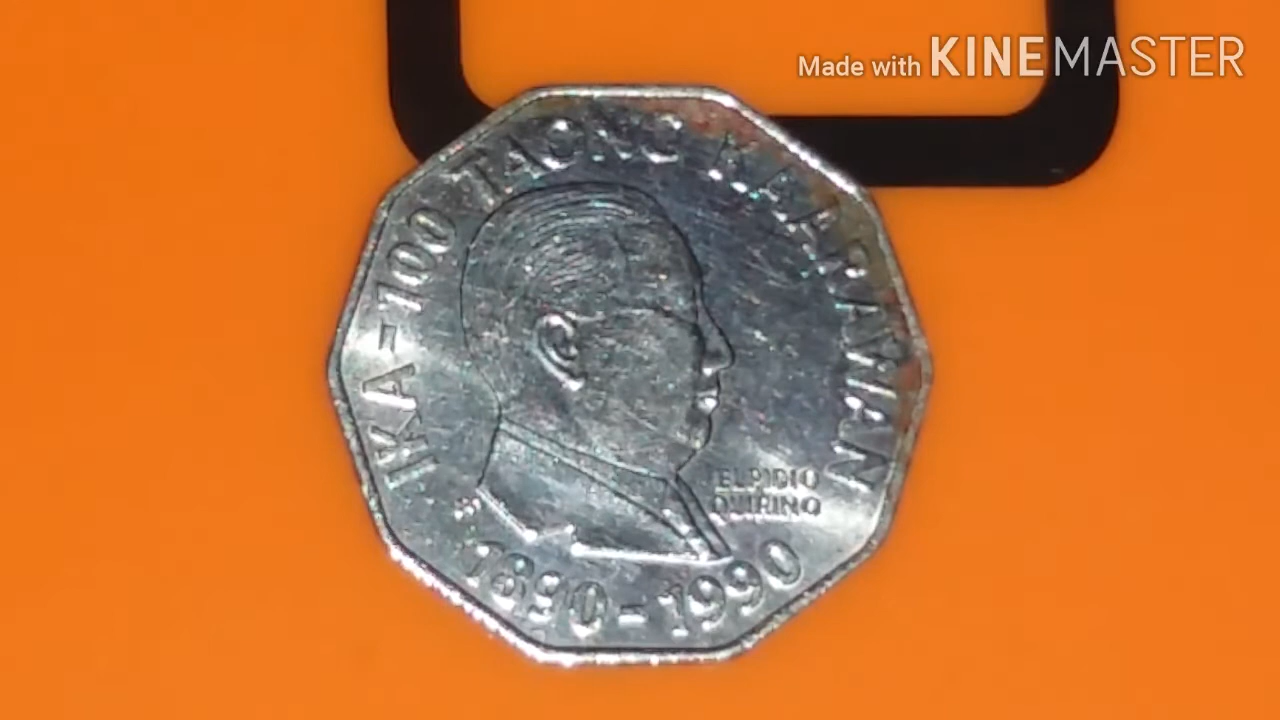 Made with KINEMASTER
IKA-100 TAONG KAARAWAN
ELPIDIO
QUIRINO
1890-1990